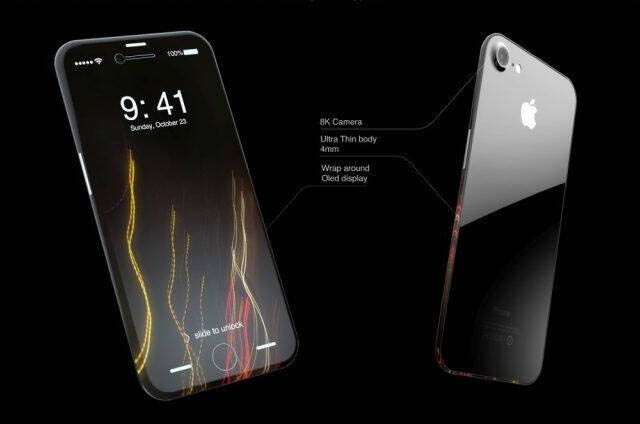 100%
9: 41
Sunday, October 23
slide to unlock
8K Camera
Ultra Thin body
4mm
Wrap around
Oled display
iPhone